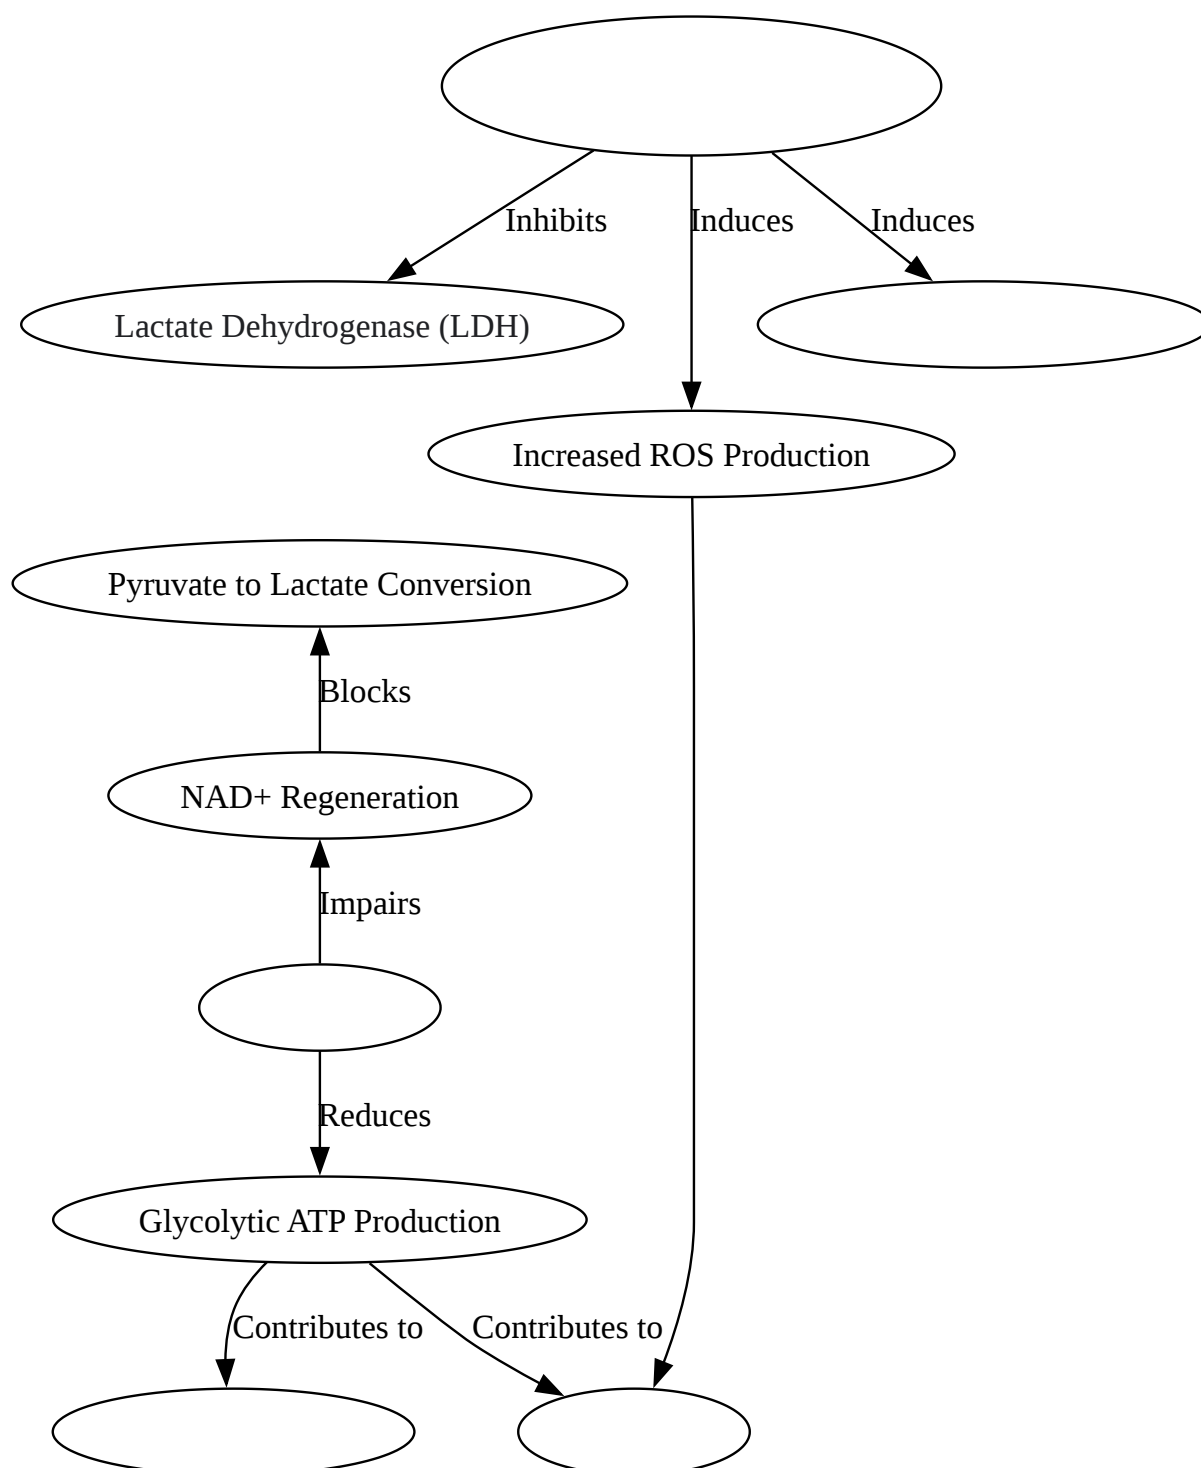 Inhibits
Induces
Induces
Lactate Dehydrogenase (LDH)
Increased ROS Production
Pyruvate to Lactate Conversion
Blocks
NAD+ Regeneration
Impairs
Reduces
Glycolytic ATP Production
Contributes to
Contributes to